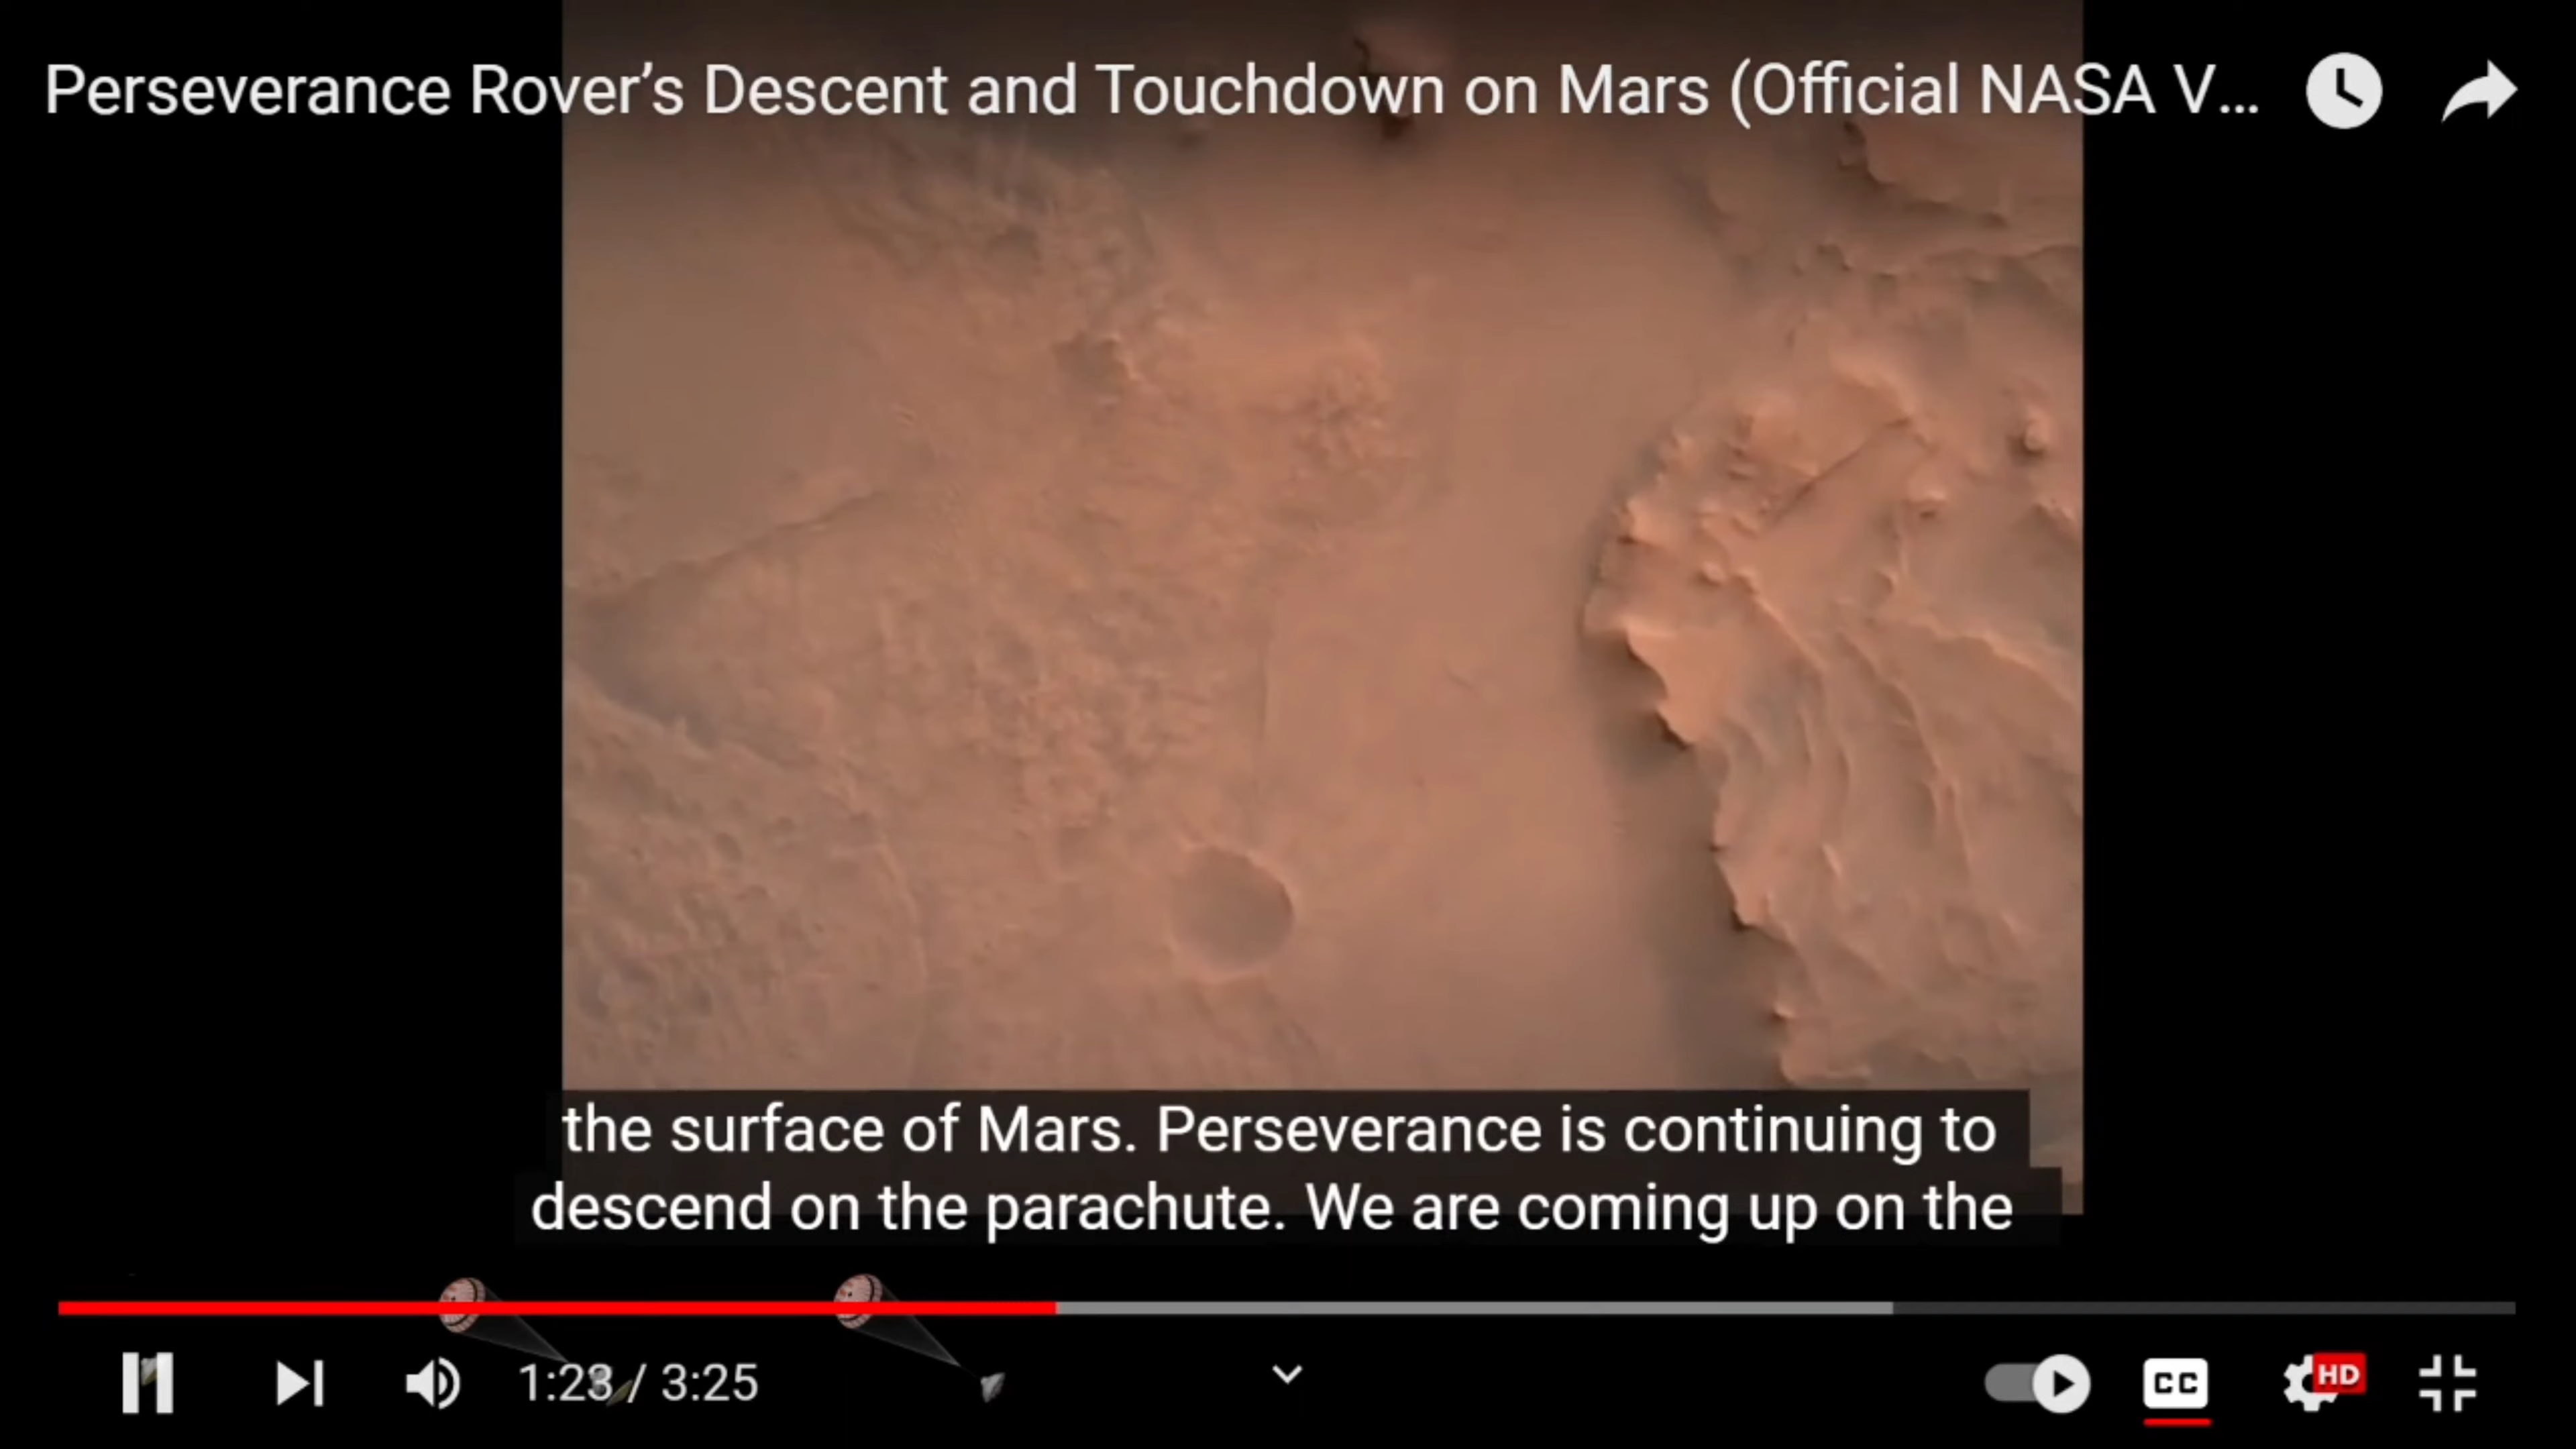 Perseverance Rover’s Descent and Touchdown on Mars (Official NASA V...
the surface of Mars. Perseverance is continuing to
descend on the parachute. We are coming up on the
1:23 / 3:25
CC
HD